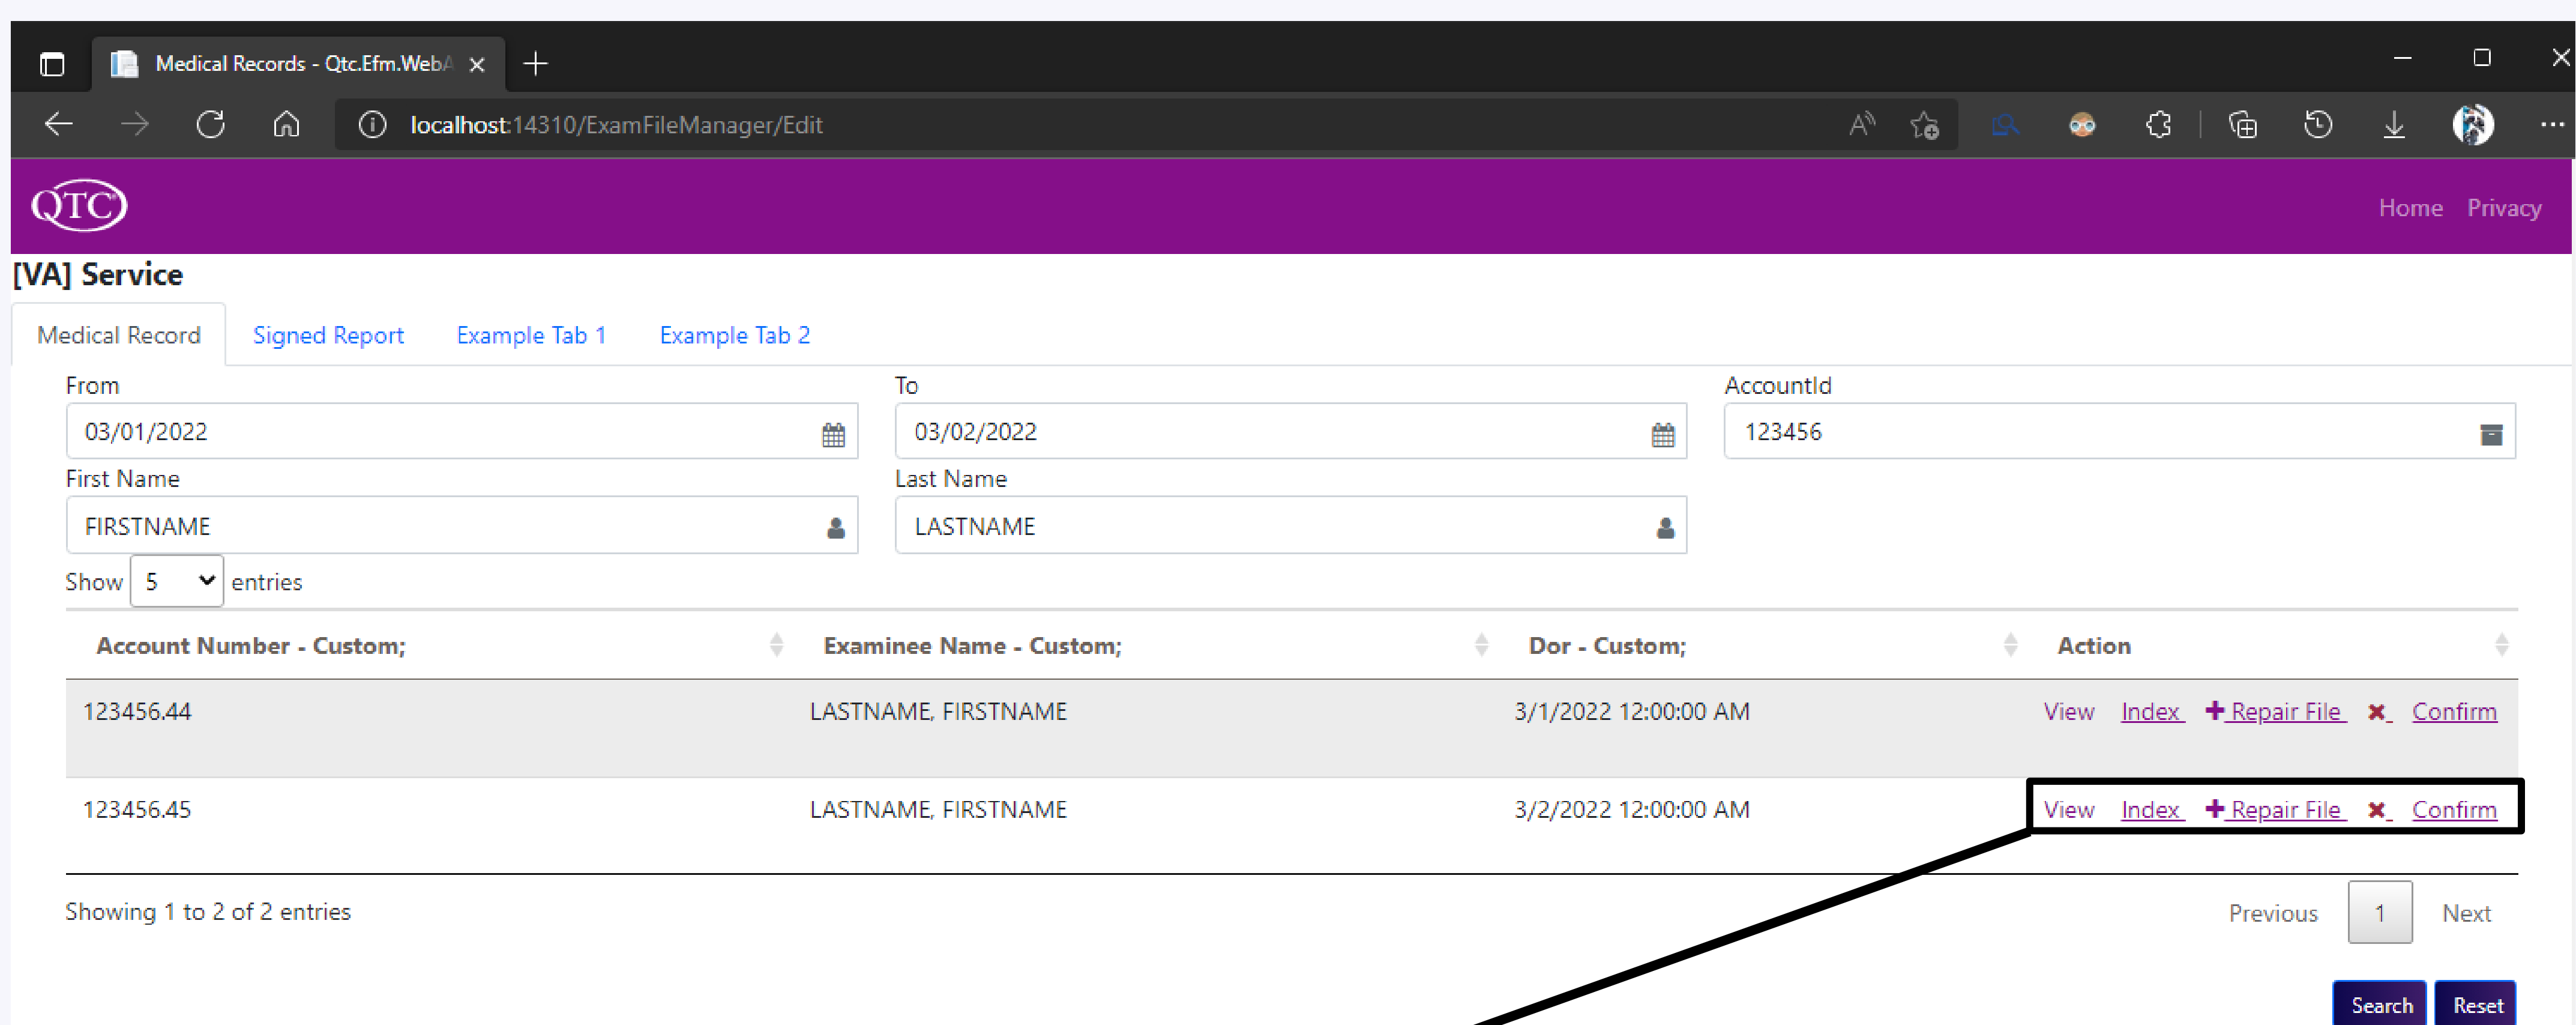 Medical Records - Qtc.Efm.WebA
localhost:14310/ExamFileManager/Edit
QTC
Home Privacy
[VA] Service
Medical Record Signed Report Example Tab 1 Example Tab 2
From To AccountId
03/01/2022 03/02/2022 123456
First Name Last Name
FIRSTNAME LASTNAME
Show 5 entries
Account Number - Custom; Examinee Name - Custom; Dor - Custom; Action
123456.44 LASTNAME, FIRSTNAME 3/1/2022 12:00:00 AM View Index Repair File Confirm
123456.45 LASTNAME, FIRSTNAME 3/2/2022 12:00:00 AM View Index Repair File Confirm
Showing 1 to 2 of 2 entries Previous 1 Next
Search Reset